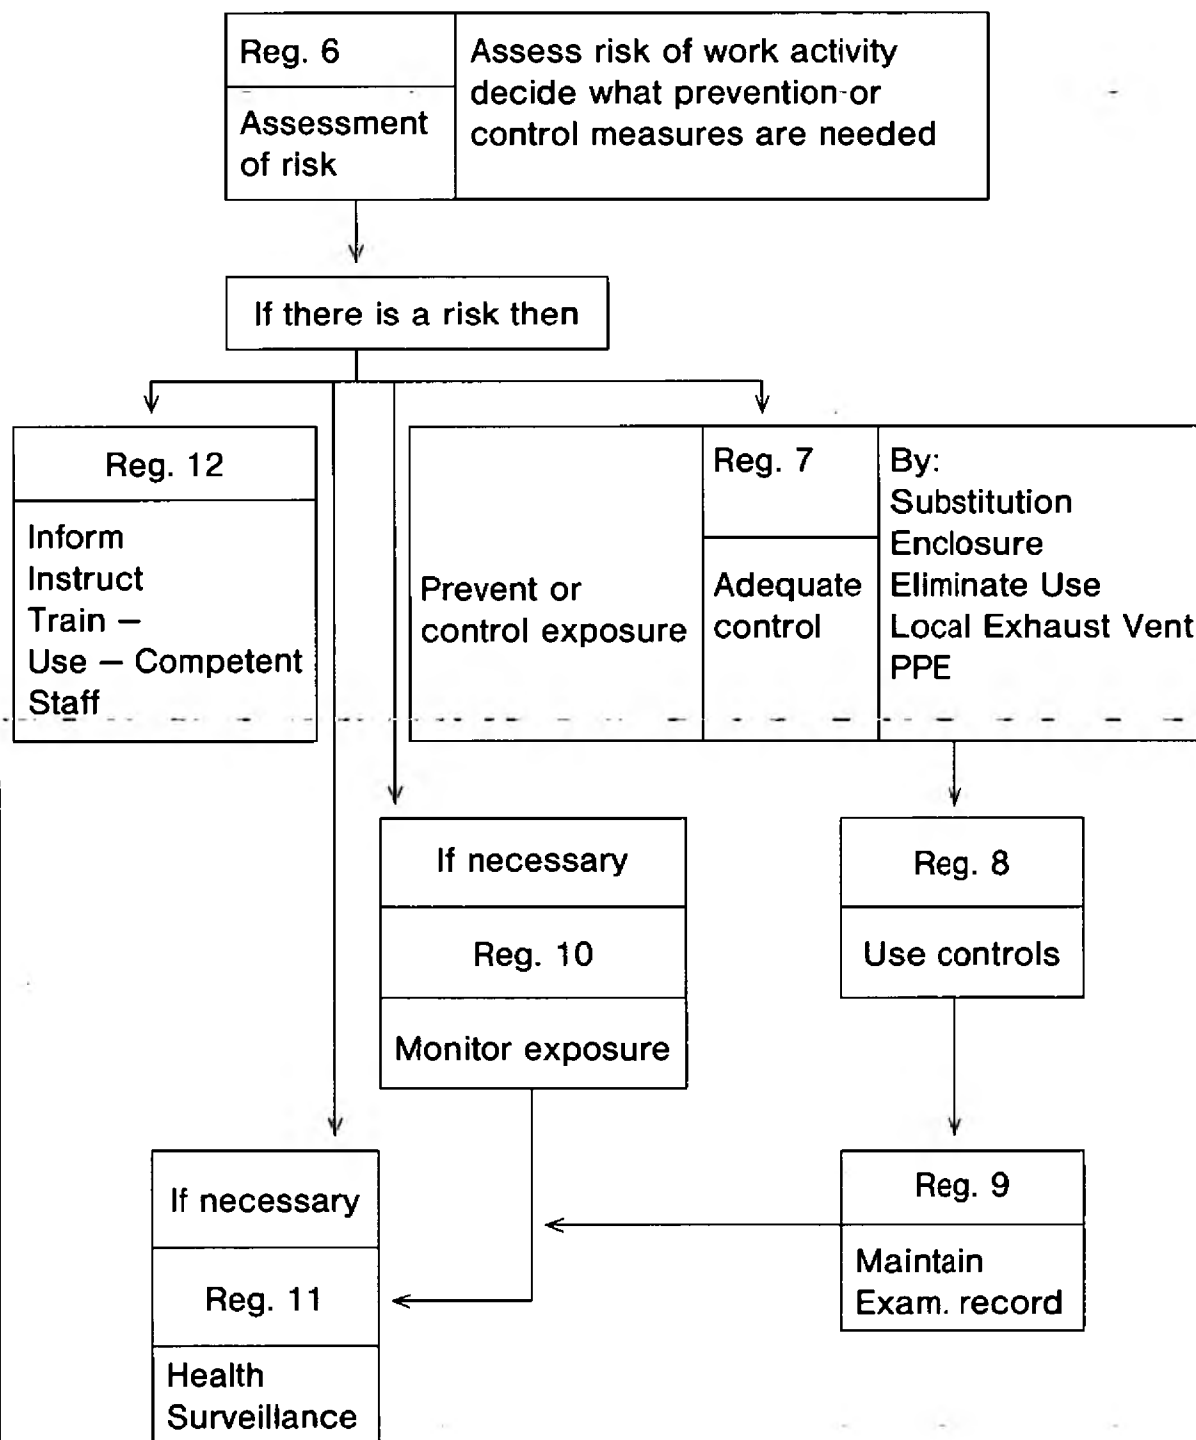 Reg. 6
Assessment
of risk
Assess risk of work activity
decide what prevention or
control measures are needed
If there is a risk then
Reg. 12
Inform
Instruct
Train –
Use – Competent
Staff
Prevent or
control exposure
Reg. 7
Adequate
control
By:
Substitution
Enclosure
Eliminate Use
Local Exhaust Vent
PPE
If necessary
Reg. 10
Monitor exposure
Reg. 8
Use controls
If necessary
Reg. 11
Health
Surveillance
Reg. 9
Maintain
Exam. record